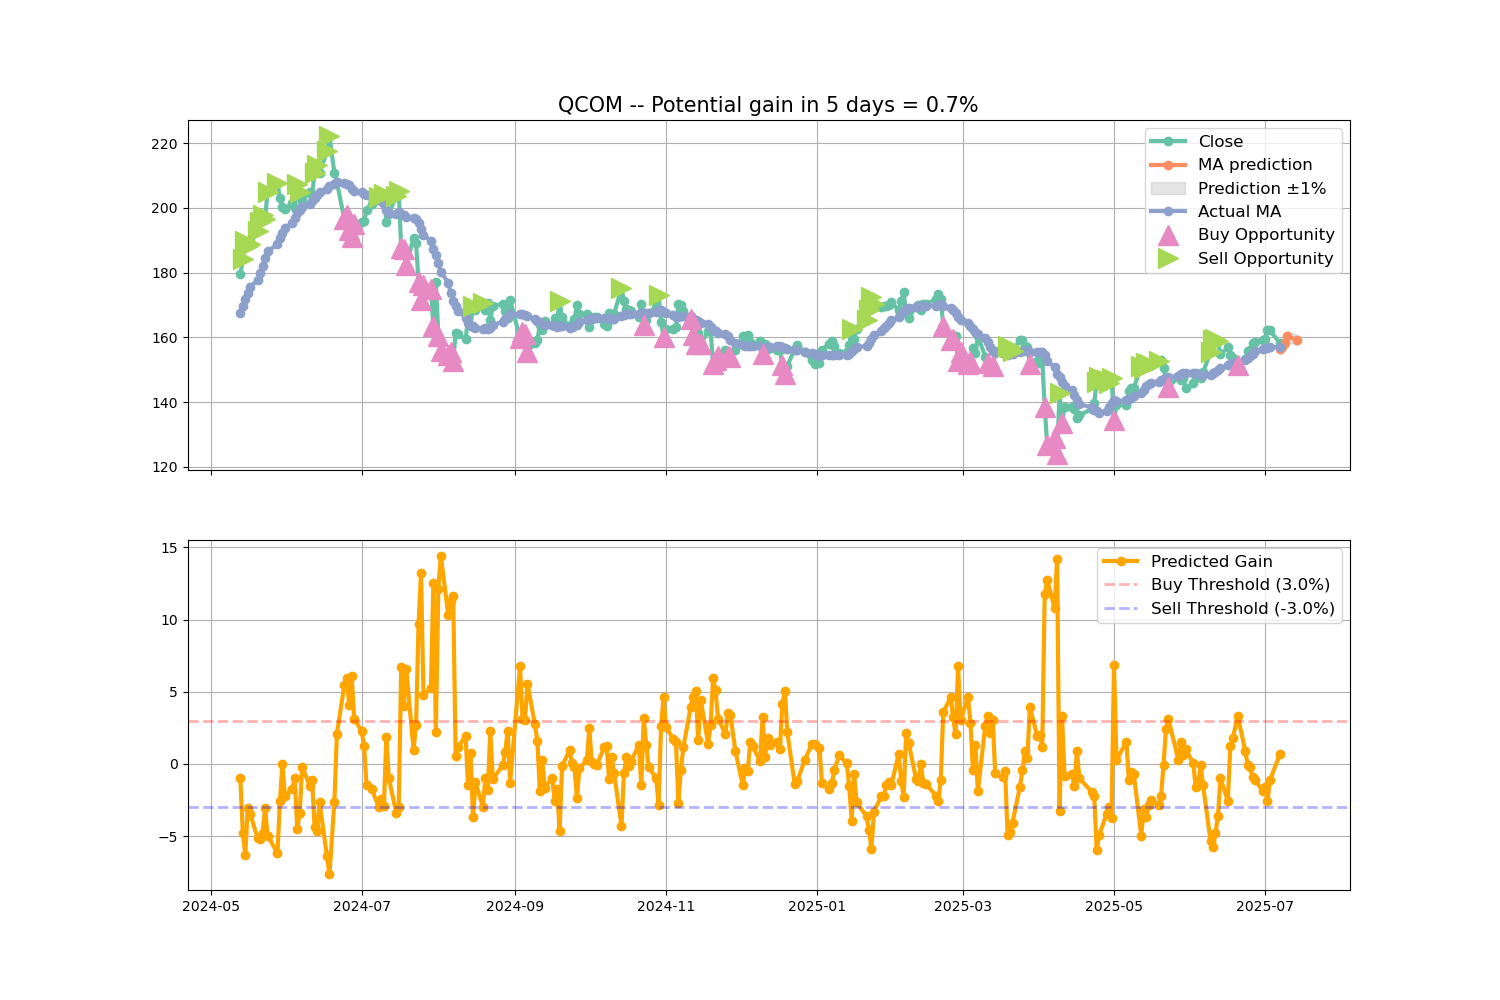 QCOM -- Potential gain in 5 days = 0.7%
220
200
180
160
140
120
Close
MA prediction
Prediction ±1%
Actual MA
Buy Opportunity
Sell Opportunity
15
10
5
0
−5
Predicted Gain
Buy Threshold (3.0%)
Sell Threshold (-3.0%)
2024-05
2024-07
2024-09
2024-11
2025-01
2025-03
2025-05
2025-07